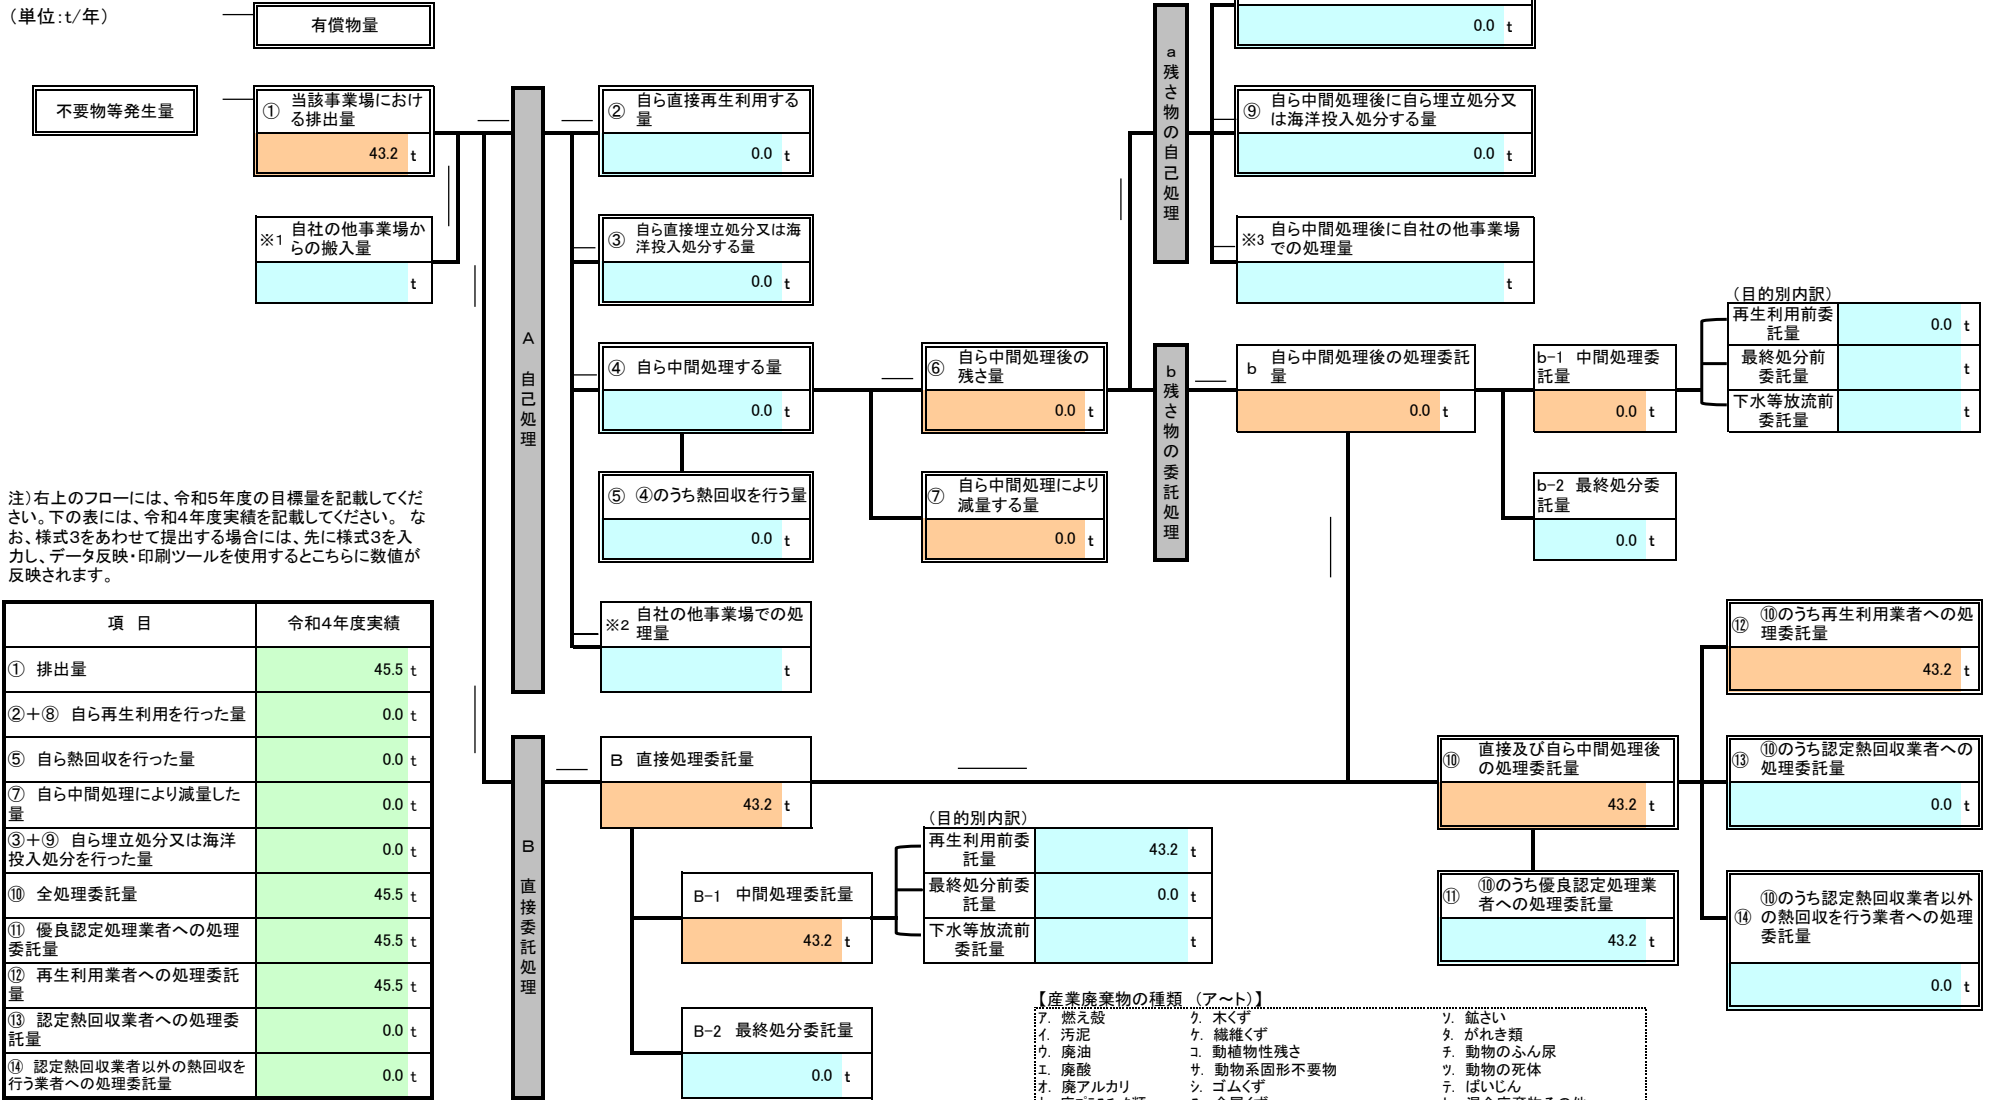 （単位:t/年）
有償物量
不要物等発生量
① 当該事業場におけ
る排出量
43.2 t
※1 自社の他事業場か
らの搬入量
t
A 自己処理
② 自ら直接再生利用する
量
0.0 t
③ 自ら直接埋立処分又は海
洋投入処分する量
0.0 t
④ 自ら中間処理する量
0.0 t
⑤ ④のうち熱回収を行う量
0.0 t
※2 自社の他事業場での処
理量
t
⑥ 自ら中間処理後の
残さ量
0.0 t
⑦ 自ら中間処理により
減量する量
0.0 t
a 残さ物の自己処理
0.0 t
⑨ 自ら中間処理後に自ら埋立処分又
は海洋投入処分する量
0.0 t
※3 自ら中間処理後に自社の他事業場
での処理量
t
b 残さ物の委託処理
b 自ら中間処理後の処理委託
量
0.0 t
b-1 中間処理委
託量
0.0 t
（目的別内訳）
再生利用前委
託量
0.0 t
最終処分前
委託量
t
下水等放流前
委託量
t
b-2 最終処分委
託量
0.0 t
注）右上のフローには、令和5年度の目標量を記載してくだ
さい。下の表には、令和4年度実績を記載してください。 な
お、様式3をあわせて提出する場合には、先に様式3を入
力し、データ反映・印刷ツールを使用するとこちらに数値が
反映されます。
項 目 令和4年度実績
① 排出量 45.5 t
②＋⑧ 自ら再生利用を行った量 0.0 t
⑤ 自ら熱回収を行った量 0.0 t
⑦ 自ら中間処理により減量した
量 0.0 t
③＋⑨ 自ら埋立処分又は海洋
投入処分を行った量 0.0 t
⑩ 全処理委託量 45.5 t
⑪ 優良認定処理業者への処理
委託量 45.5 t
⑫ 再生利用業者への処理委託
量 45.5 t
⑬ 認定熱回収業者への処理委
託量 0.0 t
⑭ 認定熱回収業者以外の熱回収を
行う業者への処理委託量 0.0 t
B 直接委託処理
B 直接処理委託量
43.2 t
B-1 中間処理委託量
43.2 t
（目的別内訳）
再生利用前委
託量
43.2 t
最終処分前委
託量
0.0 t
下水等放流前
委託量
t
B-2 最終処分委託量
0.0 t
⑩ 直接及び自ら中間処理後
の処理委託量
43.2 t
⑪ ⑩のうち優良認定処理業
者への処理委託量
43.2 t
⑫ ⑩のうち再生利用業者への処
理委託量
43.2 t
⑬ ⑩のうち認定熱回収業者への
処理委託量
0.0 t
⑭ ⑩のうち認定熱回収業者以外
の熱回収を行う業者への処理
委託量
0.0 t
【産業廃棄物の種類 （ア～ト）】
ア. 燃え殻 ク. 木くず ソ. 鉱さい
イ. 汚泥 ケ. 繊維くず タ. がれき類
ウ. 廃油 コ. 動植物性残さ チ. 動物のふん尿
エ. 廃酸 サ. 動物系固形不要物 ツ. 動物の死体
オ. 廃アルカリ シ. ゴムくず テ. ばいじん